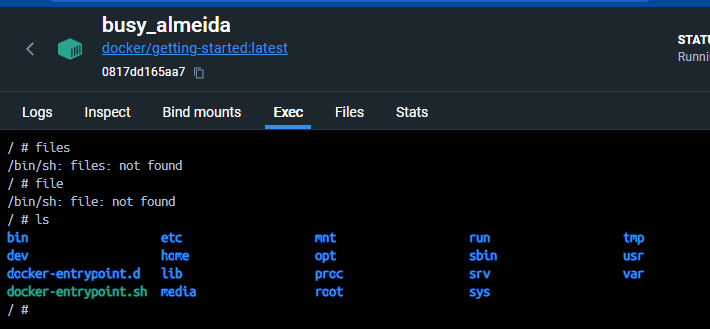 busy_almeida
docker/getting-started:latest
STATU
0817dd165aa7
Runnin
Logs Inspect Bind mounts Exec Files Stats
/ # files
/bin/sh: files: not found
/ # file
/bin/sh: file: not found
/ # ls
bin etc mnt run tmp
dev home opt sbin usr
docker-entrypoint.d lib proc srv var
docker-entrypoint.sh media root sys
/ #